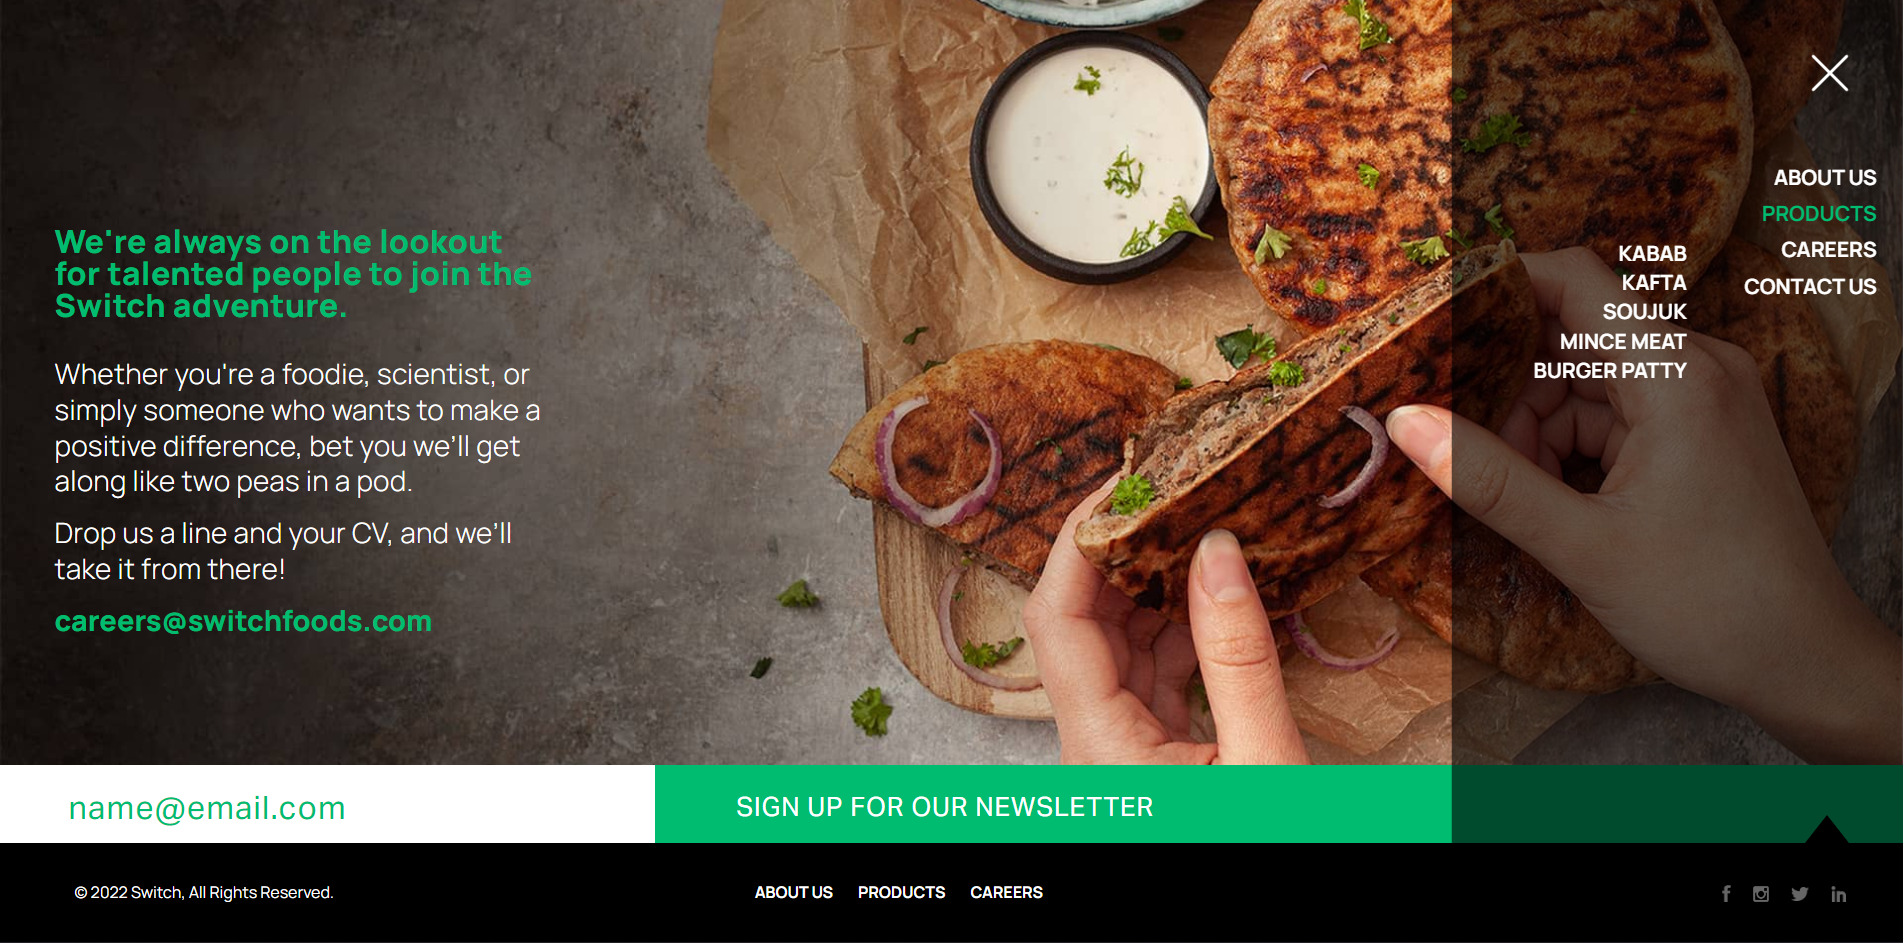 We're always on the lookout
for talented people to join the
Switch adventure.
Whether you're a foodie, scientist, or
simply someone who wants to make a
positive difference, bet you we’ll get
along like two peas in a pod.
Drop us a line and your CV, and we’ll
take it from there!
careers@switchfoods.com
ABOUT US
PRODUCTS
CAREERS
CONTACT US
KABAB
KAFTA
SOUJUK
MINCE MEAT
BURGER PATTY
name@email.com
SIGN UP FOR OUR NEWSLETTER
© 2022 Switch, All Rights Reserved.
ABOUT US PRODUCTS CAREERS